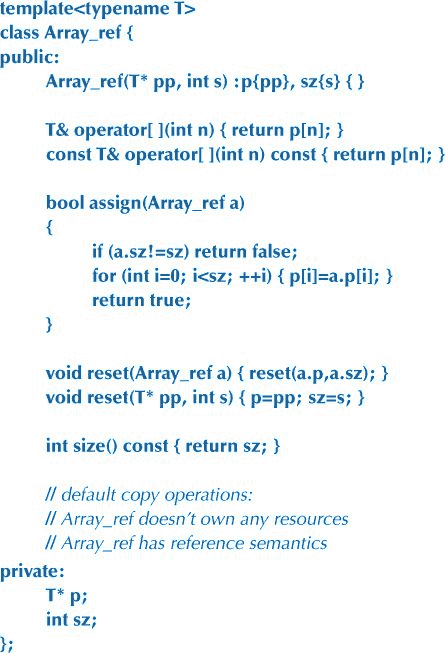 template<typename T>
class Array_ref {
public:
Array_ref(T* pp, int s) :p{pp}, sz{s} { }
T& operator[ ](int n) { return p[n]; }
const T& operator[ ](int n) const { return p[n]; }
bool assign(Array_ref a)
{
if (a.sz!=sz) return false;
for (int i=0; i<sz; ++i) { p[i]=a.p[i]; }
return true;
}
void reset(Array_ref a) { reset(a.p,a.sz); }
void reset(T* pp, int s) { p=pp; sz=s; }
int size() const { return sz; }
// default copy operations:
// Array_ref doesn’t own any resources
// Array_ref has reference semantics
private:
T* p;
int sz;
};